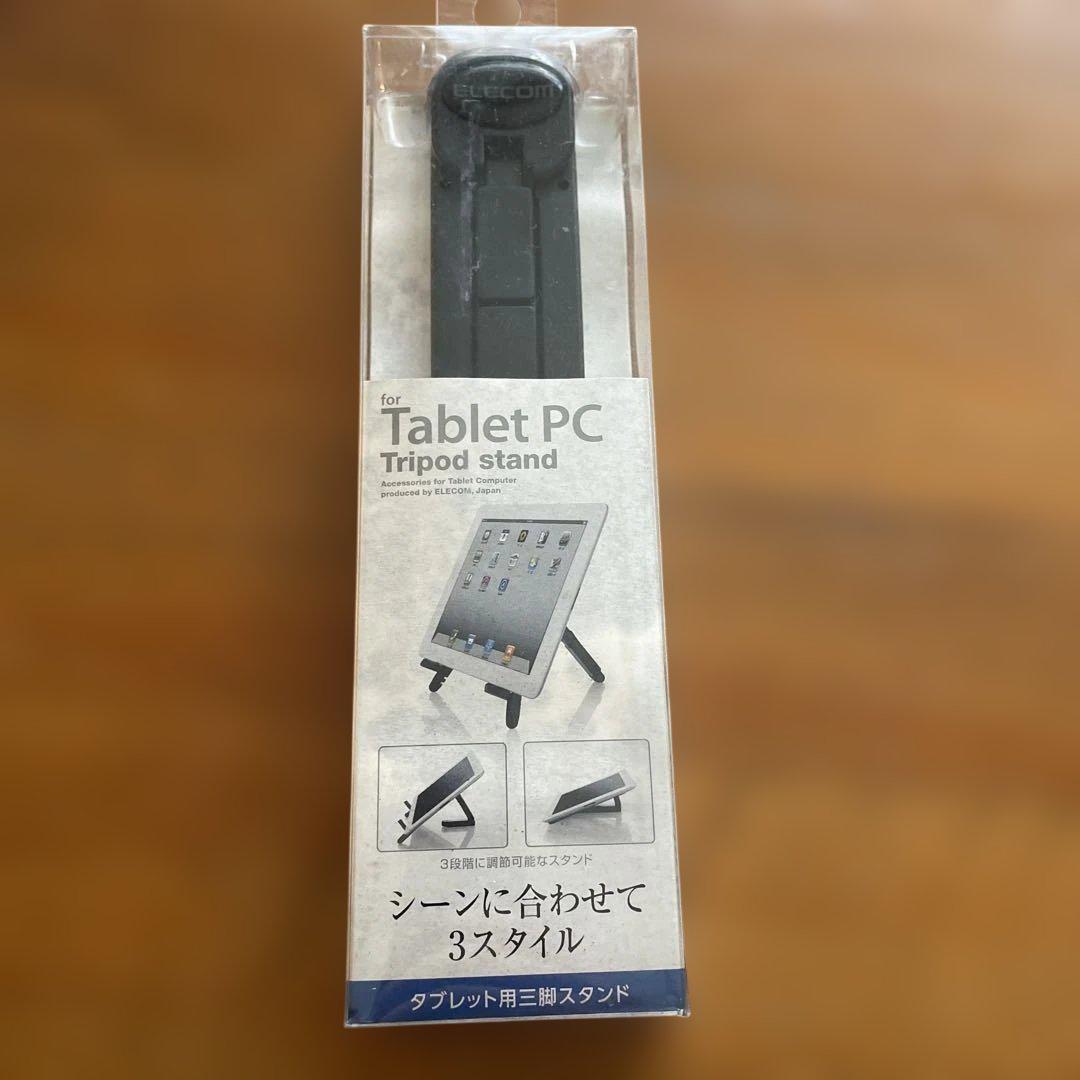 ELECOM
for
Tablet PC
Tripod stand
Accessories for Tablet Computer
produced by ELECOM, Japan
3段階に調節可能なスタンド
シーンに合わせて
3スタイル
タブレット用三脚スタンド